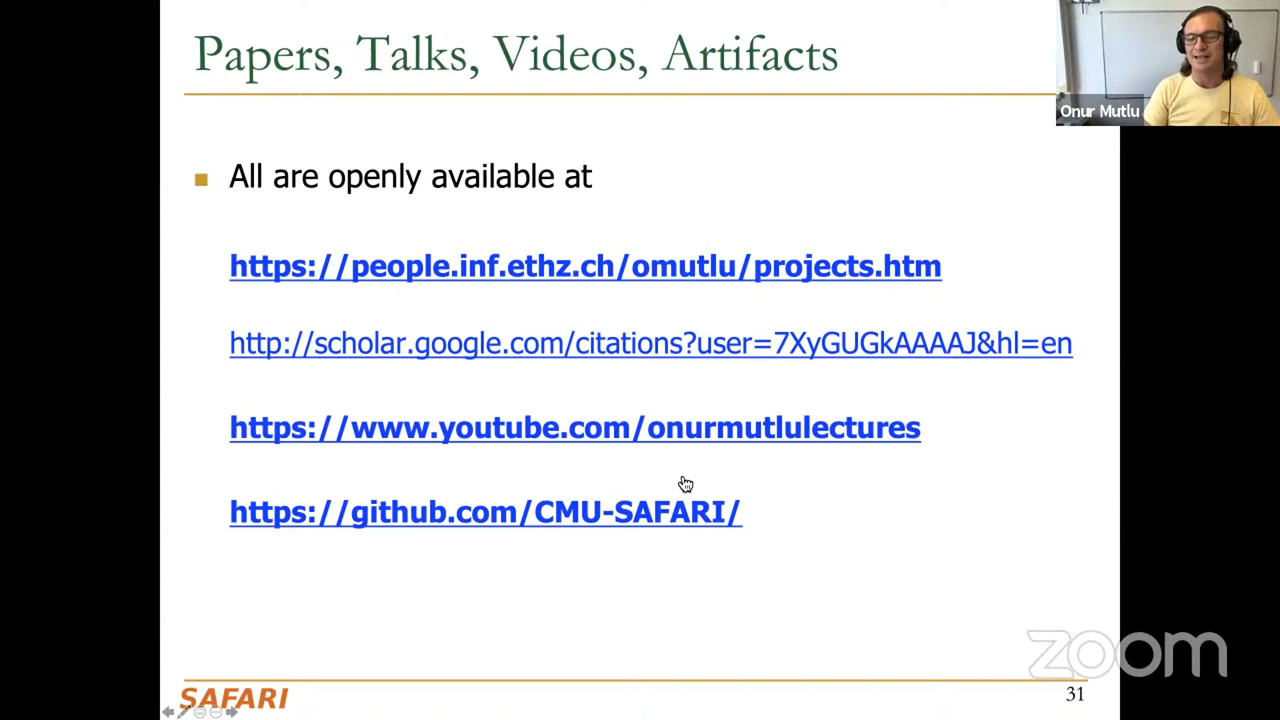 Papers, Talks, Videos, Artifacts
Onur Mutlu
All are openly available at
https://people.inf.ethz.ch/omutlu/projects.htm
http://scholar.google.com/citations?user=7XyGUGkAAAAJ&hl=en
https://www.youtube.com/onurmutlulectures
https://github.com/CMU-SAFARI/
zoom
SAFARI
31